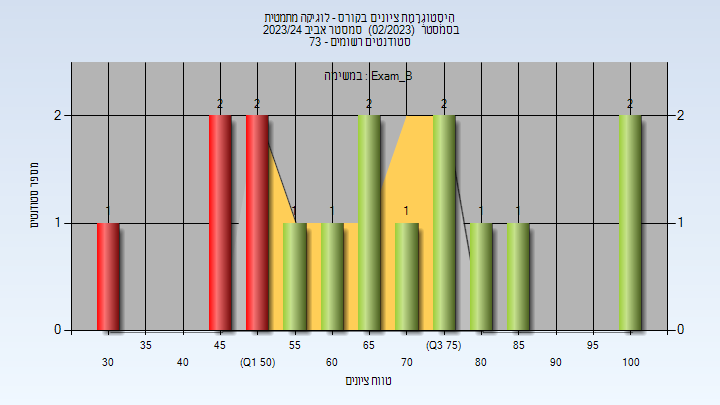 היסטוגרמת ציונים בקורס - לוגיקה מתמטית
בסמסטר (02/2023) סמסטר אביב 2023/24
סטודנטים רשומים - 73
במשימה : Exam_B
2 2 2 2 2
2 2
1 1 1 1 1 1
1 1
0 0
מספר סטודנטים
35 45 55 65 (Q3 75) 85 95
30 40 (Q1 50) 60 70 80 90 100
טווח ציונים